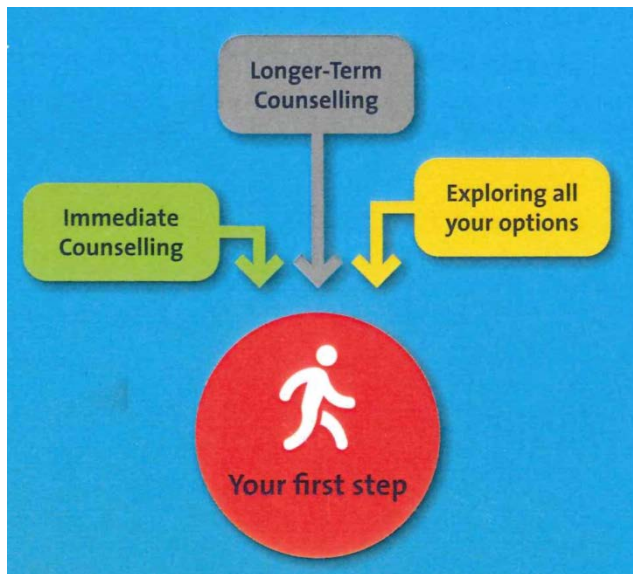 Longer-Term
Counselling
Immediate
Counselling
Exploring all
your options
Your first step